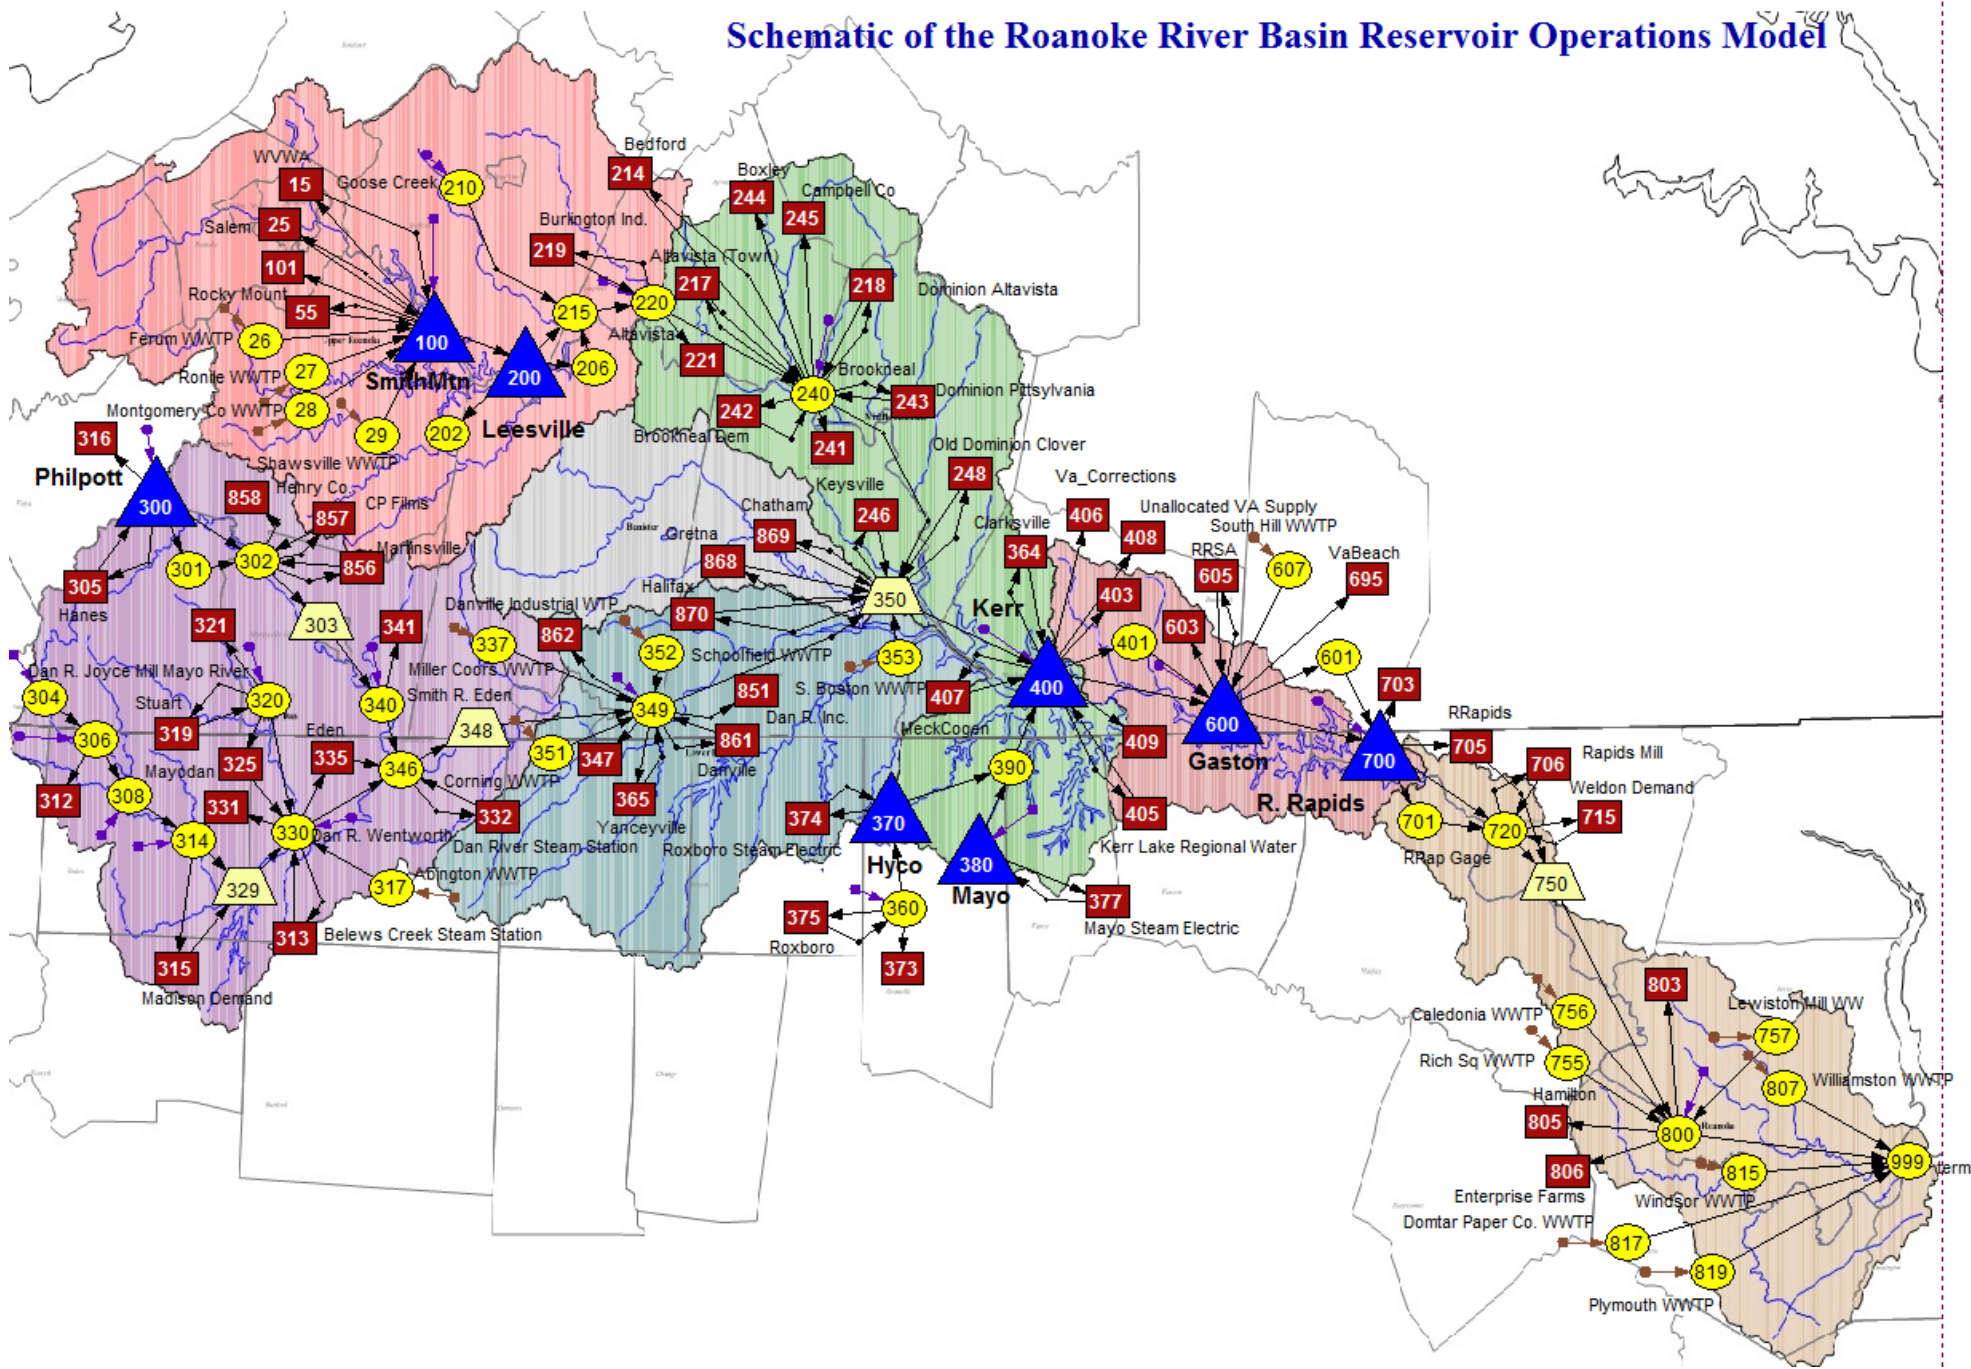 Schematic of the Roanoke River Basin Reservoir Operations Model
Bedford
214
WVWA
15
Goose Creek
210
Boxley
244
Campbell Co
245
Salem
25
Burlington Ind.
219
101
Altavista (Town)
217
218
Dominion Altavista
Rocky Mount
55
215
220
Ferum WWTP
26
100
Altavista
221
27
SmithMtn
200
206
Brookneal
240
Ronile WWTP
28
243
Dominion Pittsylvania
Montgomery Co WWTP
29
202
Leesville
242
Brookneal Dem
241
316
Shawsville WWTP
Old Dominion Clover
248
Philpott
300
858
Henry Co.
857
CP Films
Keysville
246
Va_Corrections
406
Unallocated VA Supply
408
South Hill WWTP
607
Chatham
869
Gretna
868
Clarksville
364
RRSA
605
VaBeach
695
Martinsville
856
302
301
305
Hanes
Halifax
870
350
Kerr
403
603
401
601
303
321
341
Danville Industrial WTP
337
862
352
Schoolfield WWTP
353
S. Boston WWTP
407
400
703
Dan R. Joyce Mill Mayo River
304
Miller Coors WWTP
851
Stuart
320
340
Smith R. Eden
349
Dan R. Inc.
600
RRapids
319
348
HeckCogen
409
705
706
Rapids Mill
306
Eden
335
351
347
861
Danville
390
Gaston
700
Mayodan
325
346
Corning WWTP
R. Rapids
Weldon Demand
715
312
308
331
332
365
Yanceyville
374
370
405
701
720
314
330
Dan R. Wentworth
Dan River Steam Station
Roxboro Steam Electric
Hyco
380
Kerr Lake Regional Water
RRap Gage
329
317
Abington WWTP
Mayo
377
Mayo Steam Electric
750
375
Roxboro
360
373
313
Belews Creek Steam Station
315
Madison Demand
803
Lewiston Mill WW
757
Caledonia WWTP
756
Rich Sq WWTP
755
Williamston WWTP
807
Hamilton
805
800
Roanoke
999
term
806
815
Enterprise Farms
Windsor WWTP
Domtar Paper Co. WWTP
817
819
Plymouth WWTP